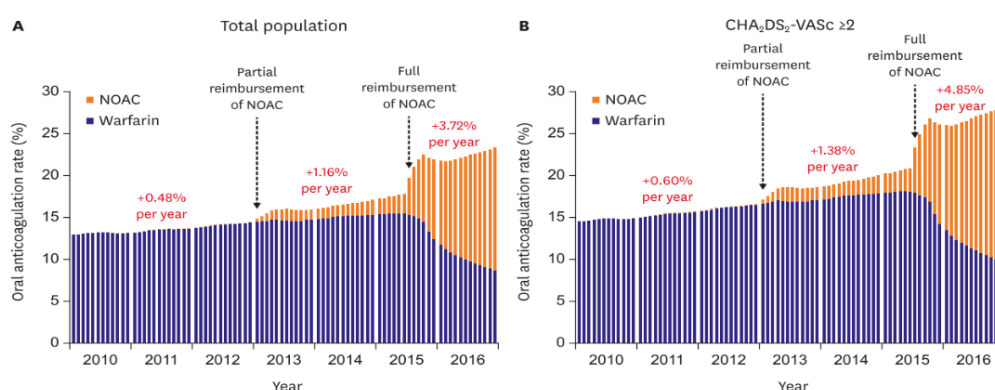 A
Total population
Partial
reimbursement
of NOAC
Full
reimbursement
of NOAC
30
25
20
15
10
5
0
Oral anticoagulation rate (%)
NOAC
Warfarin
+0.48%
per year
+1.16%
per year
+3.72%
per year
2010 2011 2012 2013 2014 2015 2016
Year
B
CHA₂DS₂-VASc ≥2
Partial
reimbursement
of NOAC
Full
reimbursement
of NOAC
30
25
20
15
10
5
0
Oral anticoagulation rate (%)
NOAC
Warfarin
+0.60%
per year
+1.38%
per year
+4.85%
per year
2010 2011 2012 2013 2014 2015 2016
Year